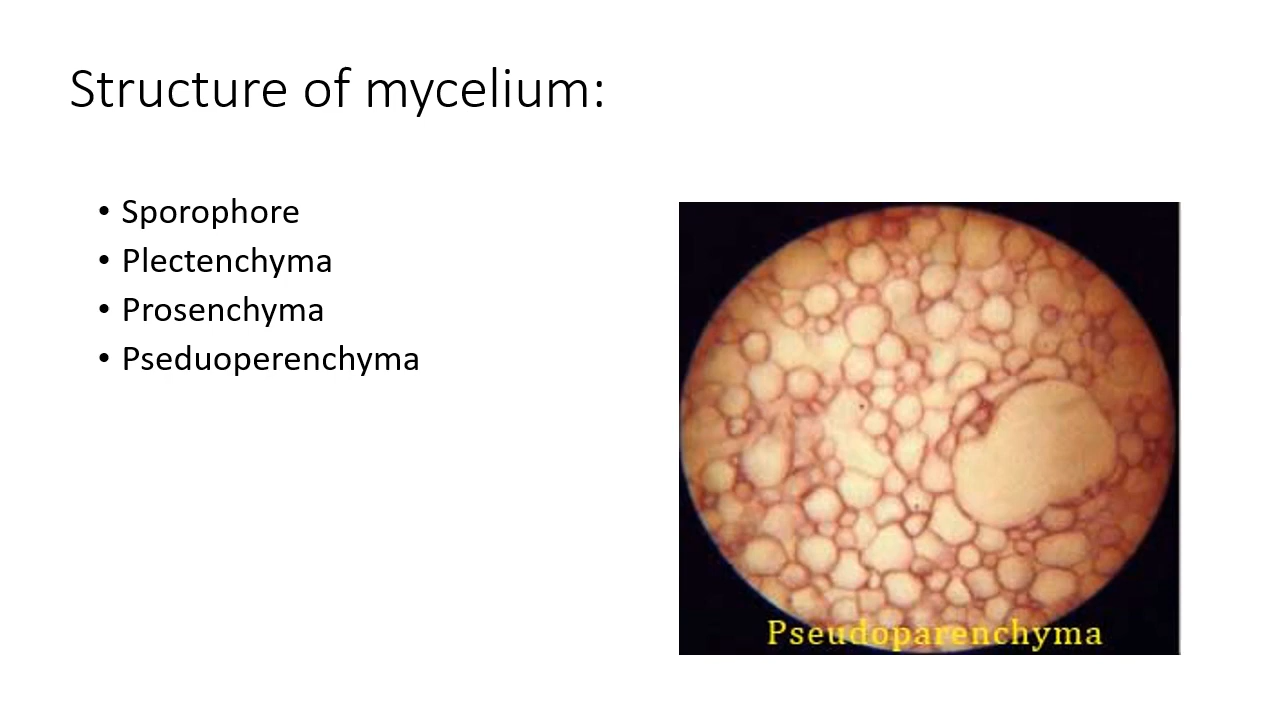 Structure of mycelium:
• Sporophore
• Plectenchyma
• Prosenchyma
• Pseduoperenchyma
Pseudoparenchyma